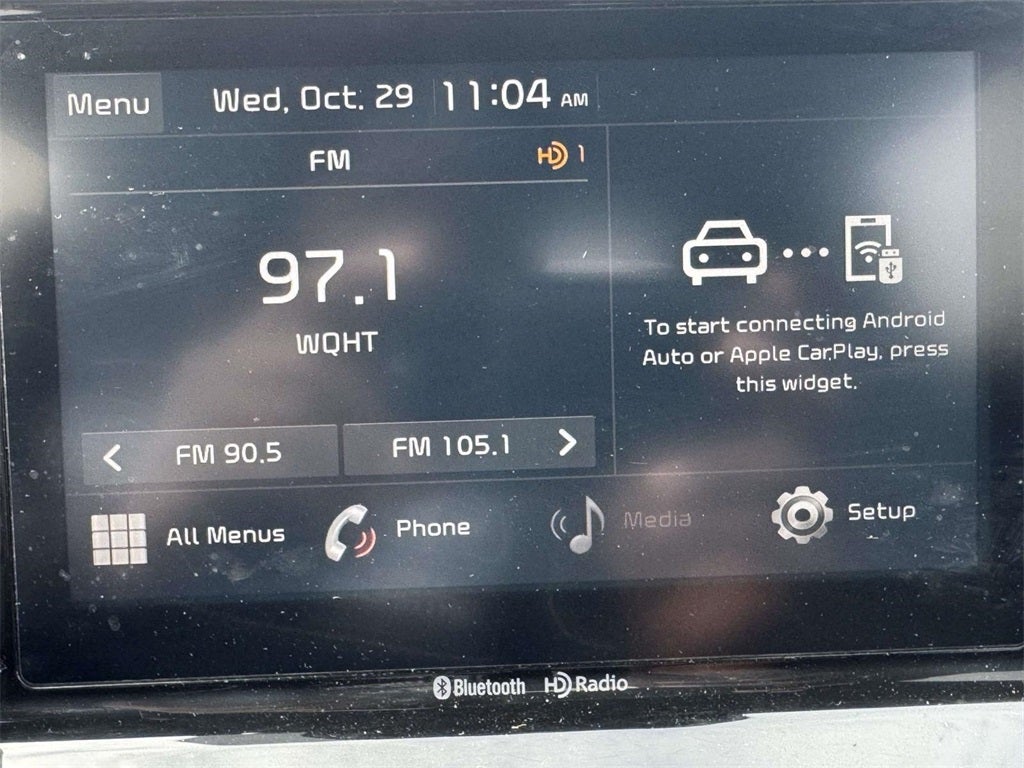 Menu
Wed, Oct. 29
11:04 AM
FM
HD 1
97.1
WQHT
To start connecting Android
Auto or Apple CarPlay, press
this widget.
< FM 90.5
FM 105.1 >
All Menus
Phone
Media
Setup
Bluetooth
HD Radio